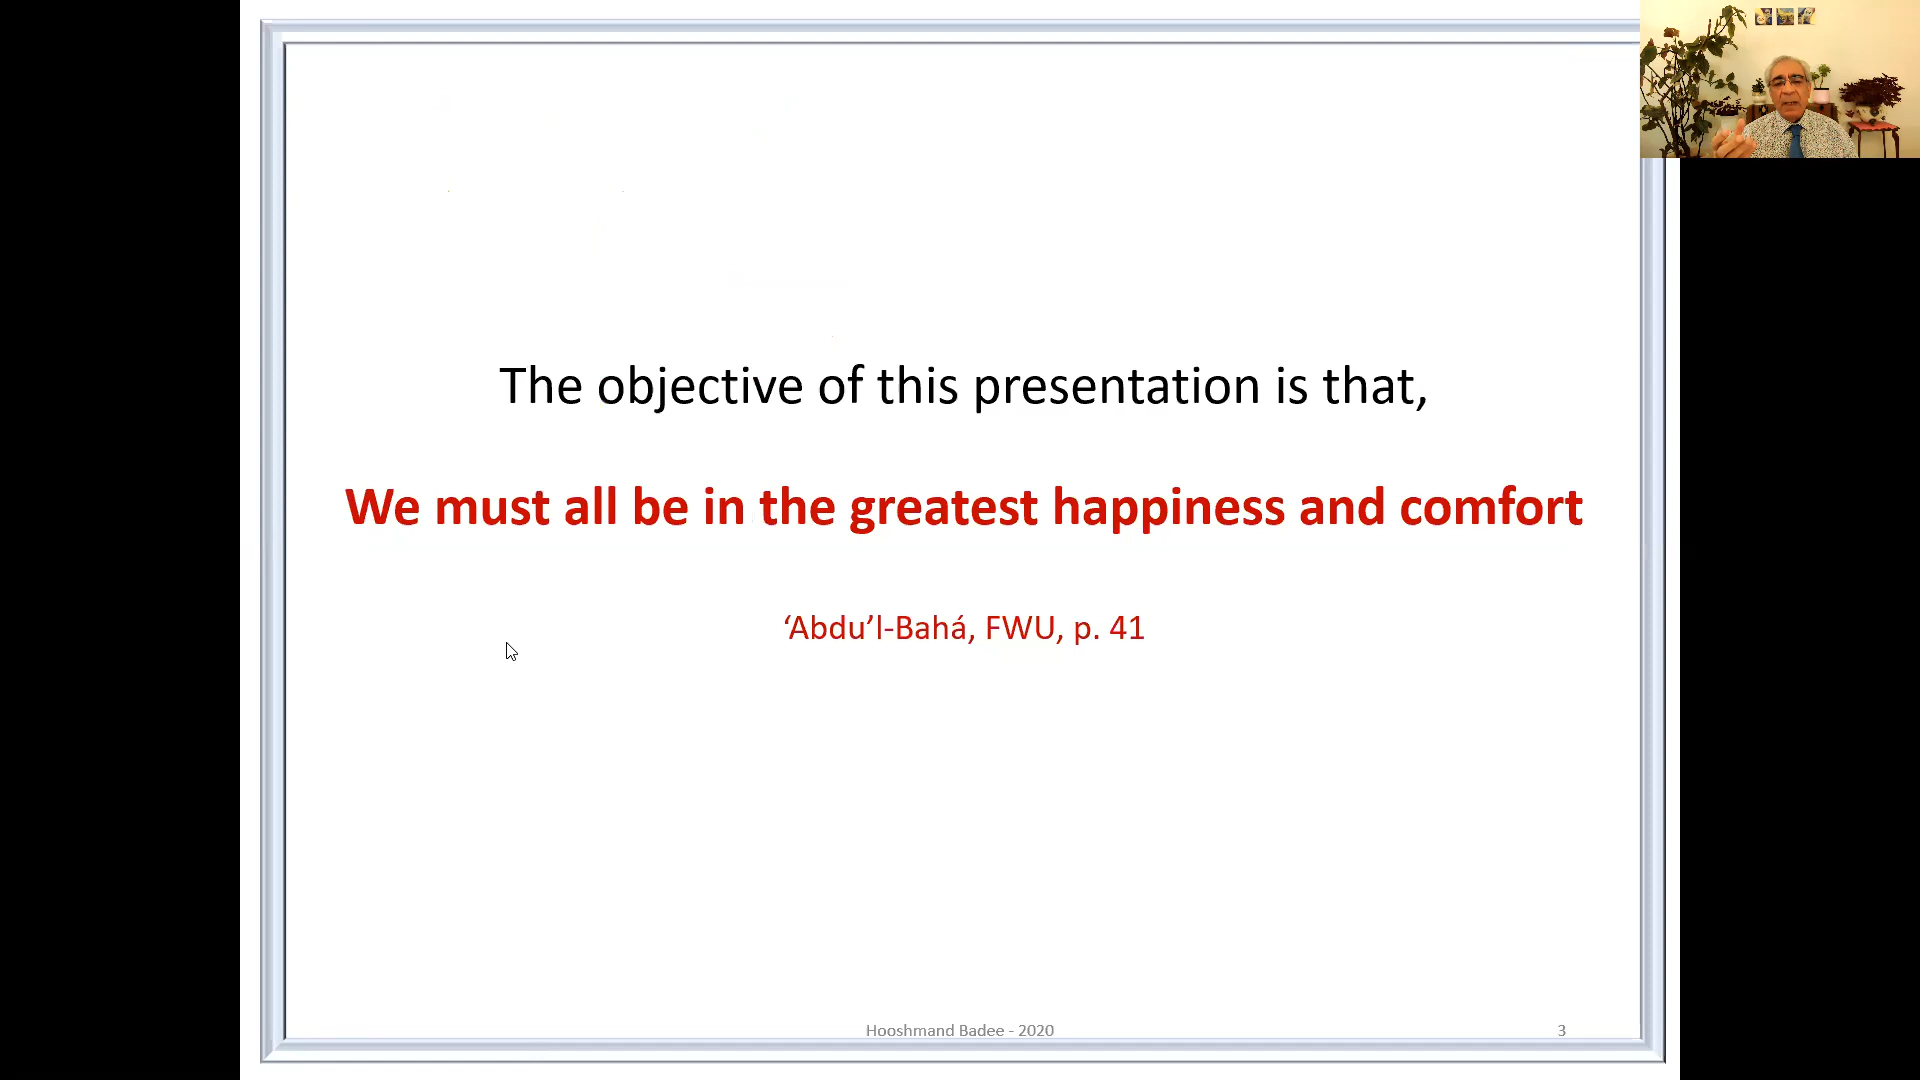 The objective of this presentation is that,
We must all be in the greatest happiness and comfort
‘Abdu’l-Bahá, FWU, p. 41
Hooshmand Badee - 2020
3